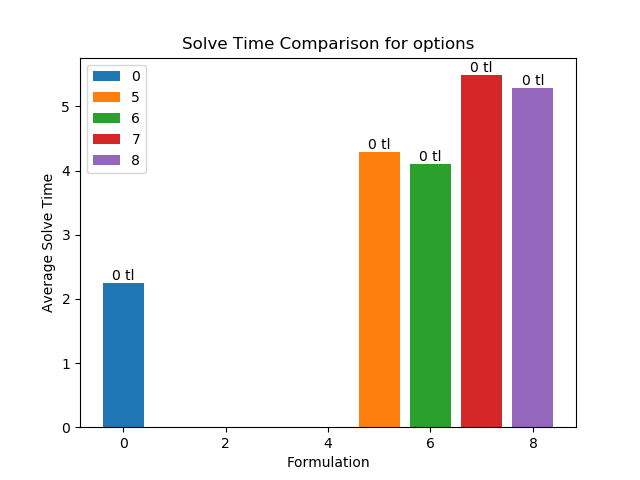 Solve Time Comparison for options
0
5
6
7
8
0 tl
0 tl
0 tl
0 tl
0 tl
5
4
3
2
1
0
Average Solve Time
0 2 4 6 8
Formulation